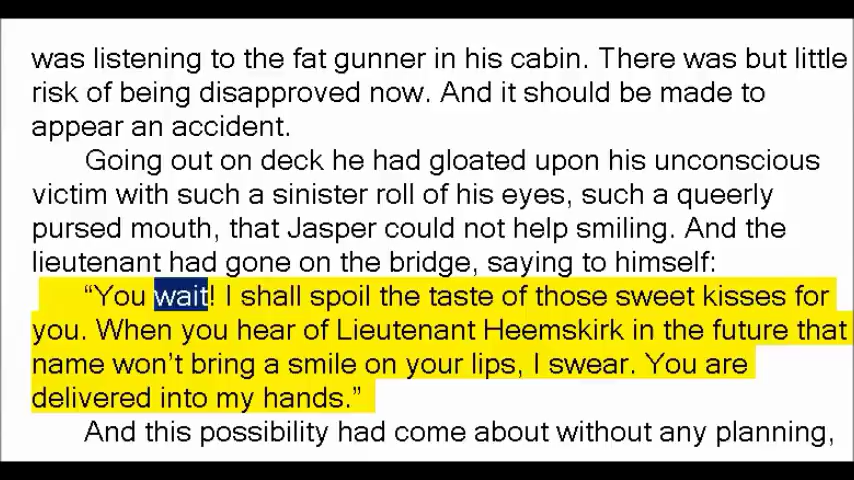 was listening to the fat gunner in his cabin. There was but little
risk of being disapproved now. And it should be made to
appear an accident.
Going out on deck he had gloated upon his unconscious
victim with such a sinister roll of his eyes, such a queerly
pursed mouth, that Jasper could not help smiling. And the
lieutenant had gone on the bridge, saying to himself:
“You wait! I shall spoil the taste of those sweet kisses for
you. When you hear of Lieutenant Heemskirk in the future that
name won’t bring a smile on your lips, I swear. You are
delivered into my hands.”
And this possibility had come about without any planning,